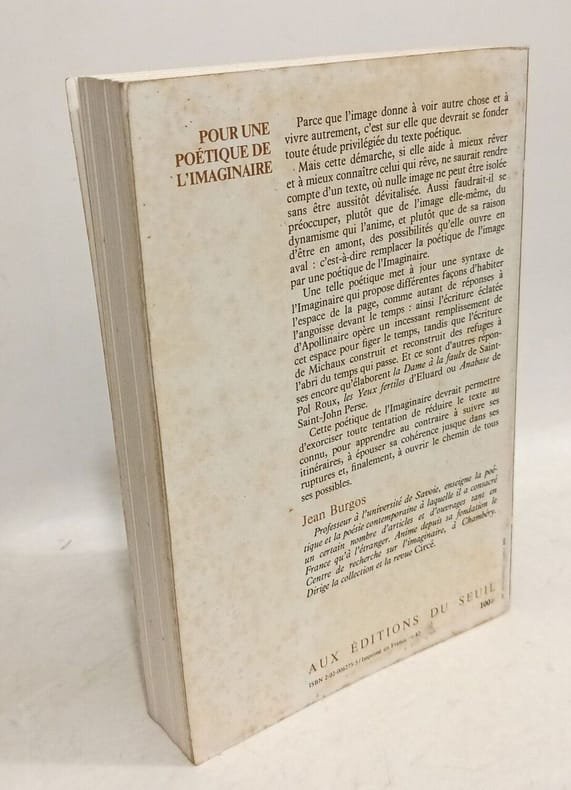 POUR UNE
POÉTIQUE DE
L'IMAGINAIRE
Parce que l'image donne à voir autre chose et à
vivre autrement, c'est sur elle que devrait se fonder
toute étude privilégiée du texte poétique.
Mais cette démarche, si elle aide à mieux rêver
et à mieux connaître celui qui rêve, ne saurait rendre
compte d'un texte, où nulle image ne peut être isolée
sans être aussitôt dévitalisée. Aussi faudrait-il se
préoccuper, plutôt que de l'image elle-même, du
dynamisme qui l'anime, et plutôt que de sa raison
d'être en amont, des possibilités qu'elle ouvre en
aval : c'est-à-dire remplacer la poétique de l'image
par une poétique de l'Imaginaire.
Une telle poétique met à jour une syntaxe de
l'Imaginaire qui propose différentes façons d'habiter
l'espace de la page, comme autant de réponses à
l'angoisse devant le temps : ainsi l'écriture éclatée
d'Apollinaire opère un incessant remplissement de
cet espace pour figer le temps, tandis que l'écriture
de Michaux construit et reconstruit des refuges à
l'abri du temps qui passe. Et ce sont d'autres répon-
ses encore qu'élaborent la Dame à la faulx de Saint-
Pol Roux, les Yeux fertiles d'Eluard ou Anabase de
Saint-John Perse.
Cette poétique de l'Imaginaire devrait permettre
d'exorciser toute tentation de réduire le texte au
connu, pour apprendre au contraire à suivre ses
itinéraires, à épouser sa cohérence jusque dans ses
ruptures et, finalement, à ouvrir le chemin de tous
ses possibles.
Jean Burgos
Professeur à l'université de Savoie, enseigne la poé-
tique et la poésie contemporaine à laquelle il a consacré
un certain nombre d'articles et d'ouvrages tant en
France qu'à l'étranger. Anime depuis sa fondation le
Centre de recherche sur l'imaginaire, à Chambéry.
Dirige la collection et la revue Circé.
AUX ÉDITIONS DU SEUIL
ISBN 2-02-006275-3 / Imprimé en France